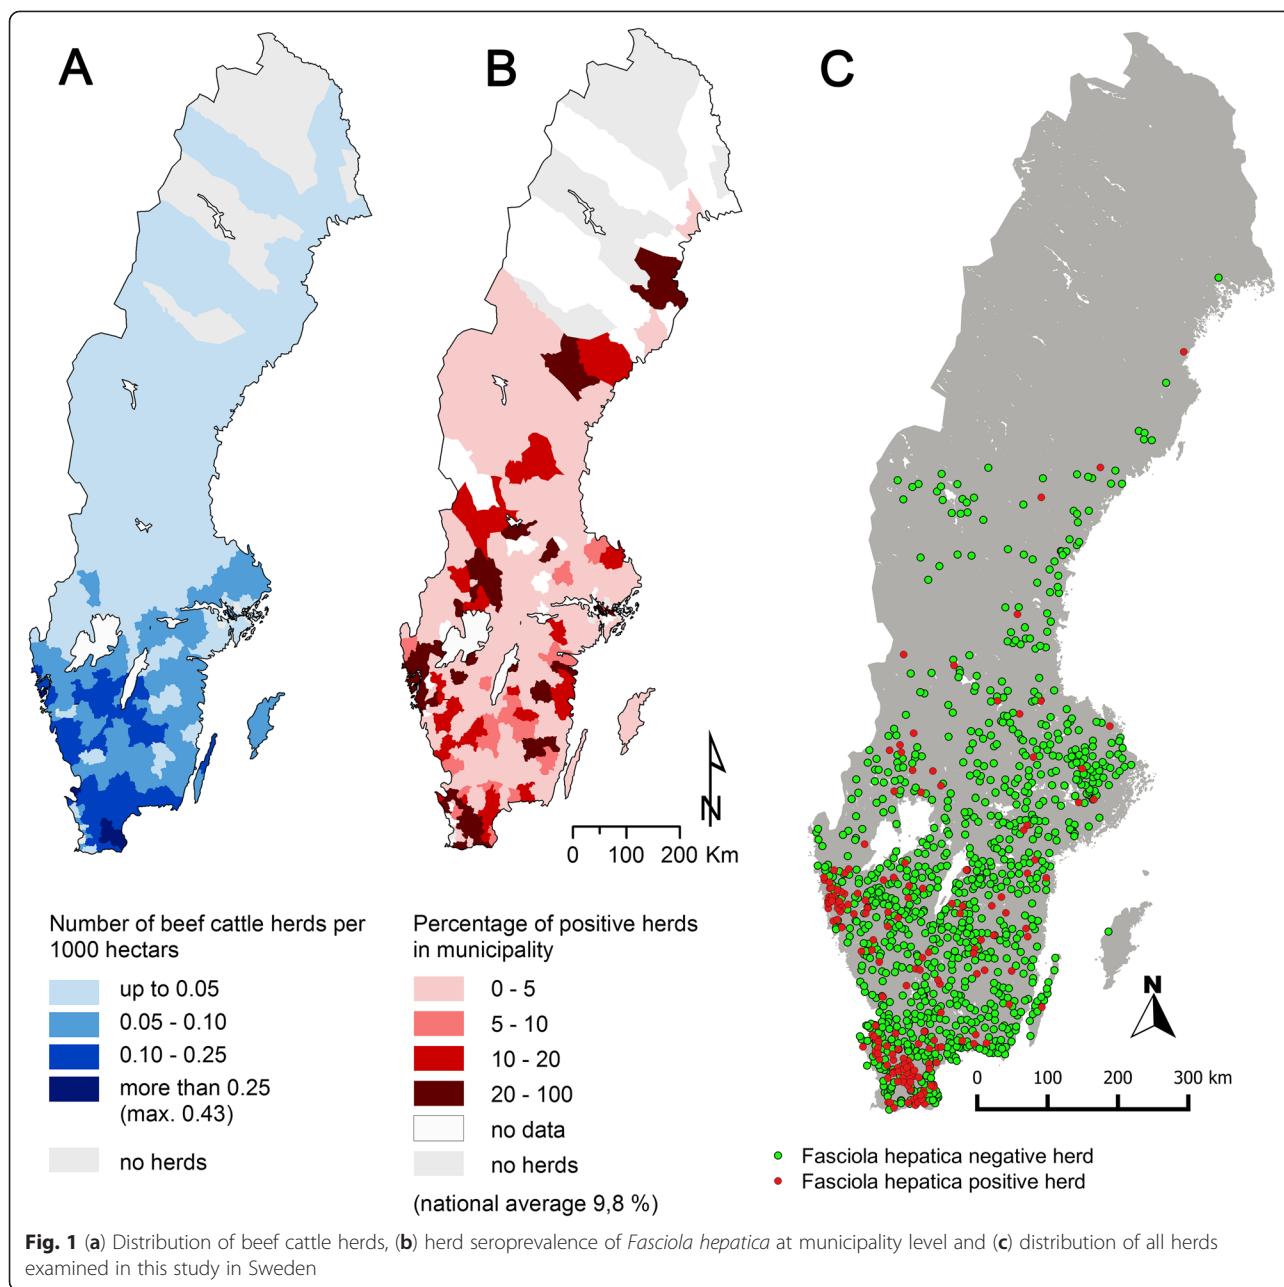 A
B
C
N
0 100 200 Km
Number of beef cattle herds per
1000 hectars
up to 0.05
0.05 - 0.10
0.10 - 0.25
more than 0.25
(max. 0.43)
no herds
Percentage of positive herds
in municipality
0 - 5
5 - 10
10 - 20
20 - 100
no data
no herds
(national average 9,8 %)
N
0 100 200 300 km
Fasciola hepatica negative herd
Fasciola hepatica positive herd
Fig. 1 (a) Distribution of beef cattle herds, (b) herd seroprevalence of Fasciola hepatica at municipality level and (c) distribution of all herds
examined in this study in Sweden